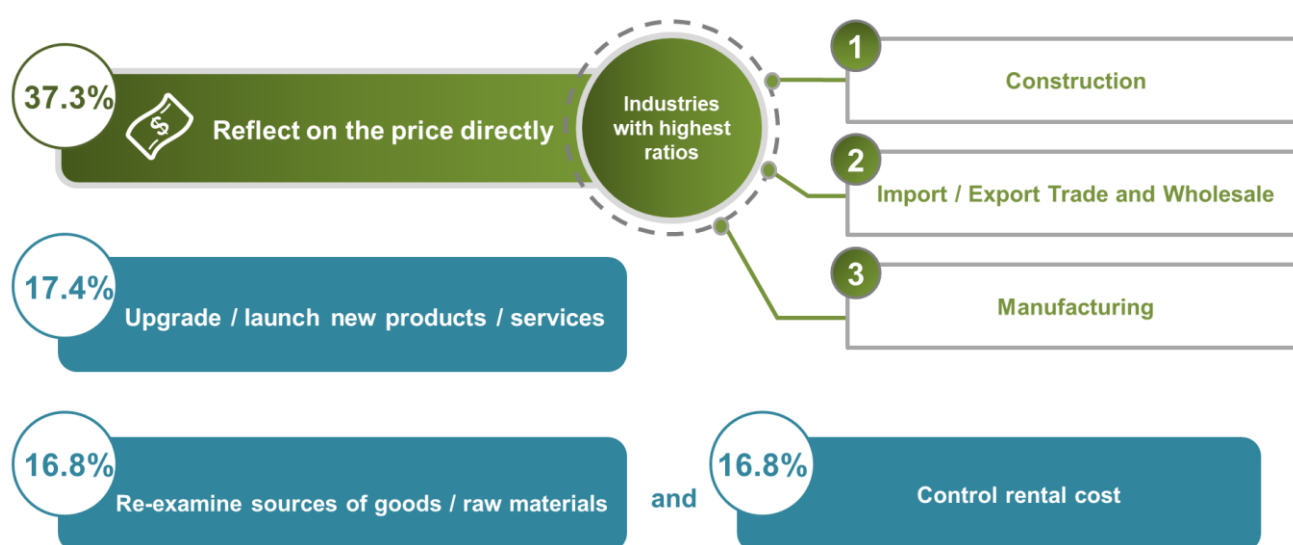 37.3%
$
Reflect on the price directly
Industries
with highest
ratios
1
Construction
2
Import / Export Trade and Wholesale
3
Manufacturing
17.4%
Upgrade / launch new products / services
16.8%
Re-examine sources of goods / raw materials
and
16.8%
Control rental cost